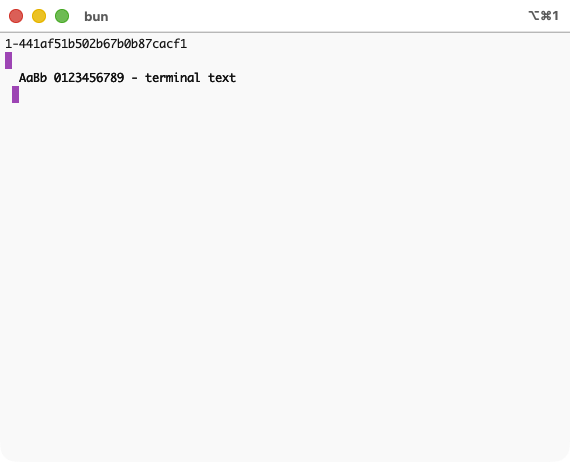 bun
⌥⌘1
1-441af51b502b67b0b87cacf1
AaBb 0123456789 - terminal text